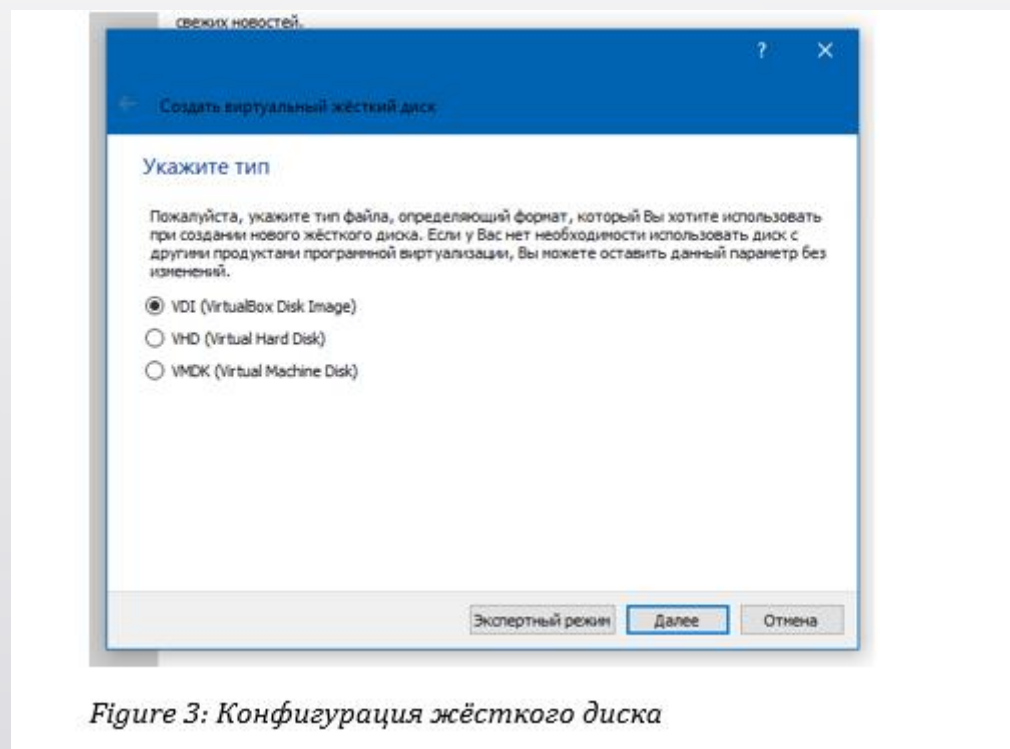 свежих новостей.
?
Создать виртуальный жёсткий диск
Укажите тип
Пожалуйста, укажите тип файла, определяющий формат, который Вы хотите использовать
при создании нового жёсткого диска. Если у Вас нет необходимости использовать диск с
другими продуктами программной виртуализации, Вы можете оставить данный параметр без
изменений.
VDI (VirtualBox Disk Image)
VHD (Virtual Hard Disk)
VMDK (Virtual Machine Disk)
Экспертный режим Далее Отмена
Figure 3: Конфигурация жёсткого диска